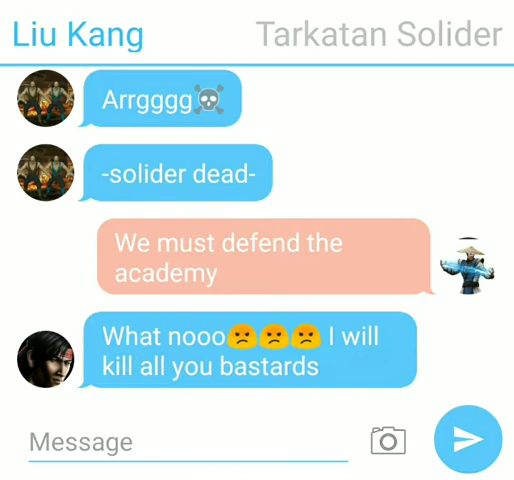 Liu Kang Tarkatan Solider
Arrgggg☠
-solider dead-
We must defend the
academy
What nooo😡😡😡 I will
kill all you bastards
Message